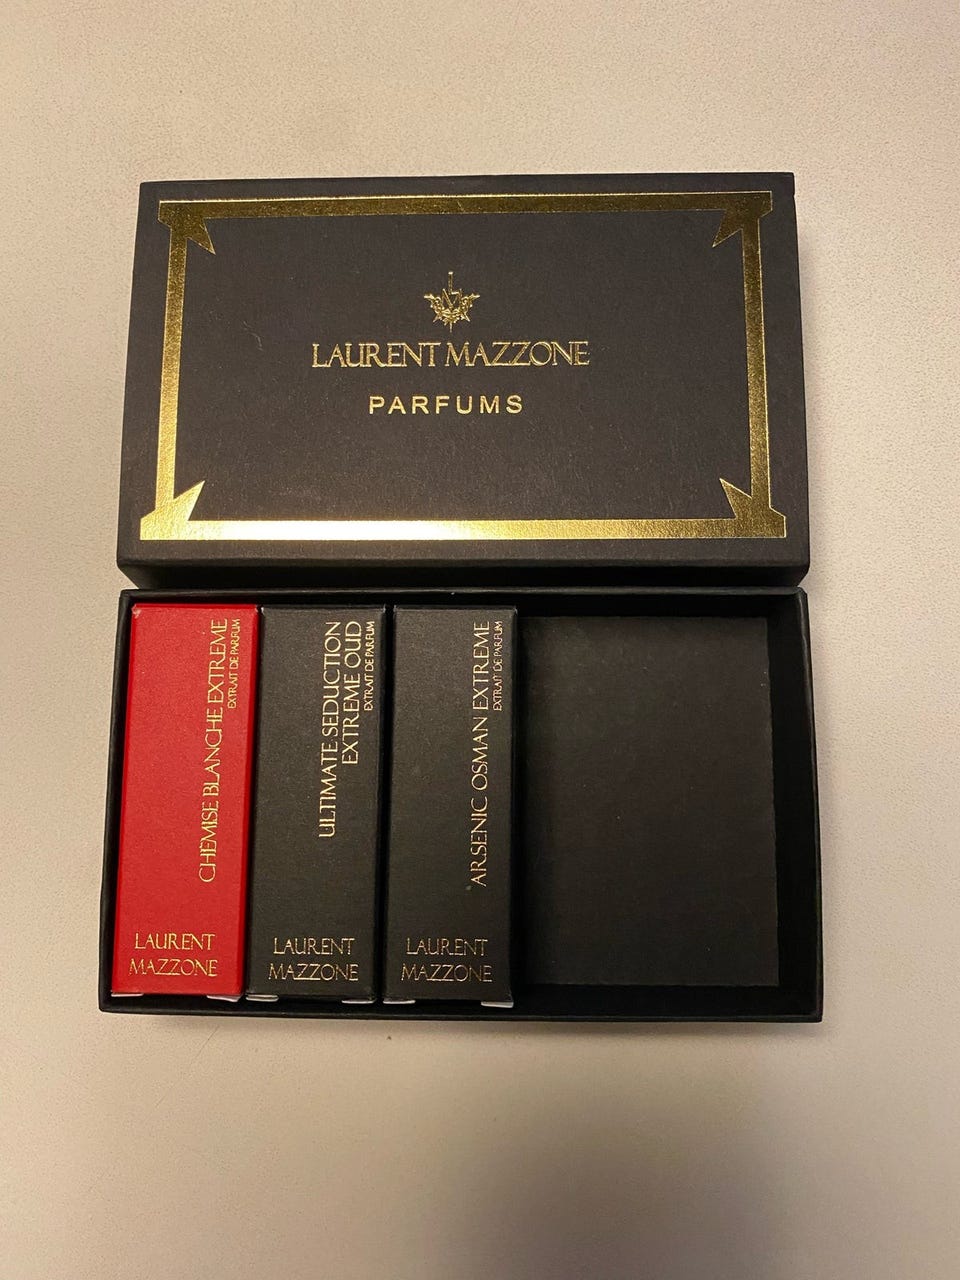 LAURENT MAZZONE
PARFUMS
CHEMISE BLANCHE EXTREME
EXTRAIT DE PARFUM
LAURENT
MAZZONE
ULTIMATE SEDUCTION
EXTREME OUD
EXTRAIT DE PARFUM
LAURENT
MAZZONE
ARSENIC OSMAN EXTREME
EXTRAIT DE PARFUM
LAURENT
MAZZONE